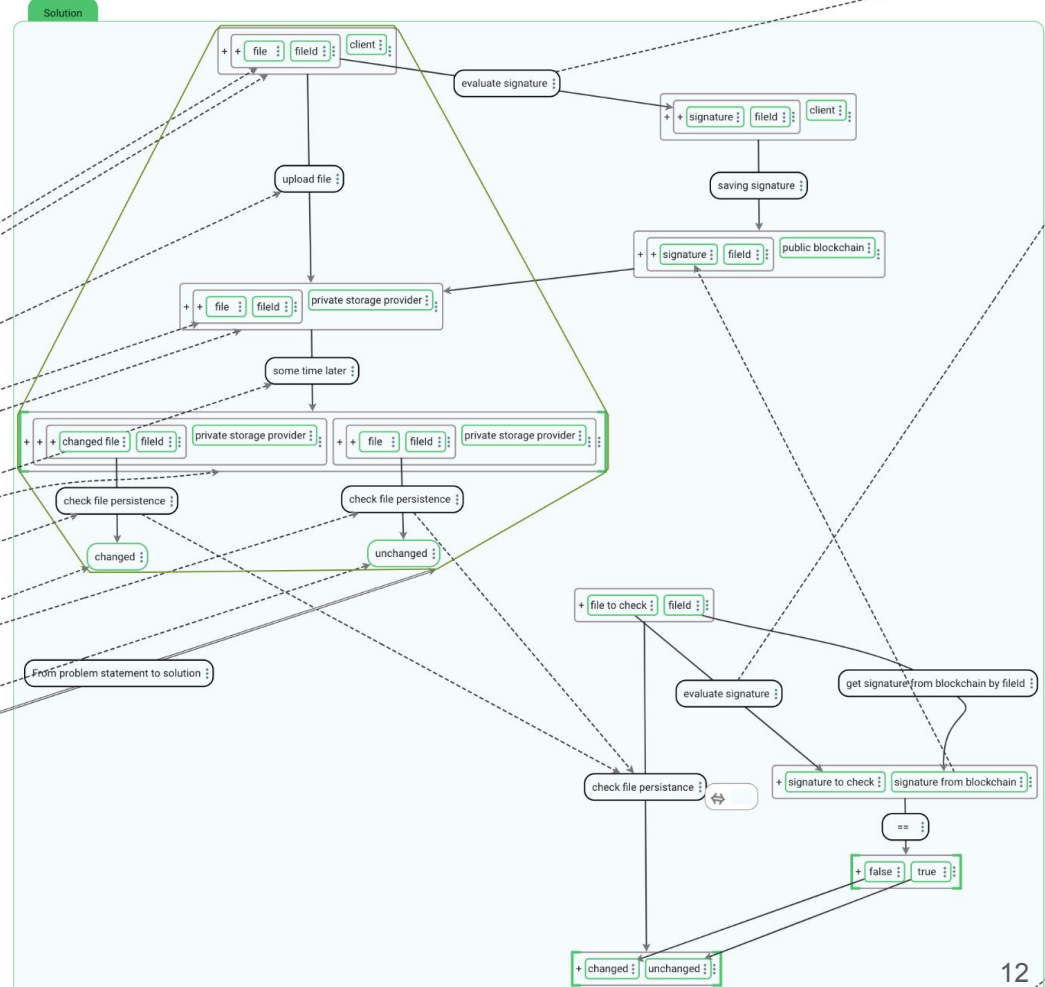 Solution
+ + file fileId client
evaluate signature
+ + signature fileId client
upload file
saving signature
+ + signature fileId public blockchain
+ + file fileId private storage provider
some time later
+ + + changed file fileId private storage provider + + file fileId private storage provider
check file persistence
check file persistence
changed
unchanged
+ file to check fileId
From problem statement to solution
evaluate signature
get signature from blockchain by fileId
check file persistance
+ signature to check signature from blockchain
==
+ false true
+ changed unchanged
12